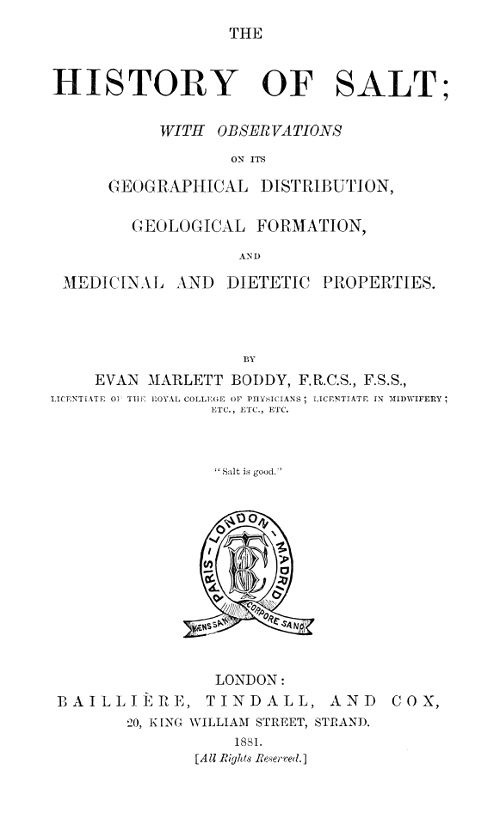 THE
HISTORY OF SALT;
WITH OBSERVATIONS
ON ITS
GEOGRAPHICAL DISTRIBUTION,
GEOLOGICAL FORMATION,
AND
MEDICINAL AND DIETETIC PROPERTIES.
BY
EVAN MARLETT BODDY, F.R.C.S., F.S.S.,
LICENTIATE OF THE ROYAL COLLEGE OF PHYSICIANS; LICENTIATE IN MIDWIFERY;
ETC., ETC., ETC.
"Salt is good."
PARIS - LONDON - MADRID
BTC
MENS SANA CORPORE SANO
LONDON:
BAILLIÈRE, TINDALL, AND COX,
20, KING WILLIAM STREET, STRAND.
1881.
[All Rights Reserved.]